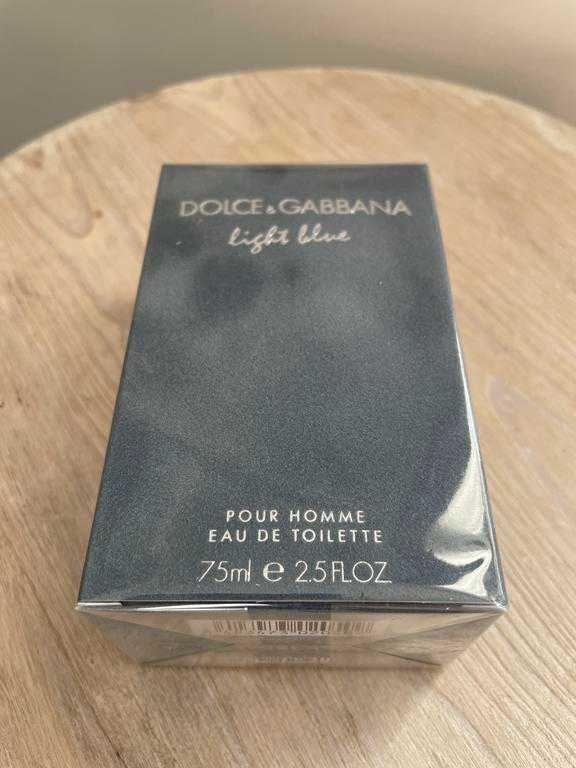 DOLCE & GABBANA
light blue
POUR HOMME
EAU DE TOILETTE
75ml e 2.5 FL.OZ.